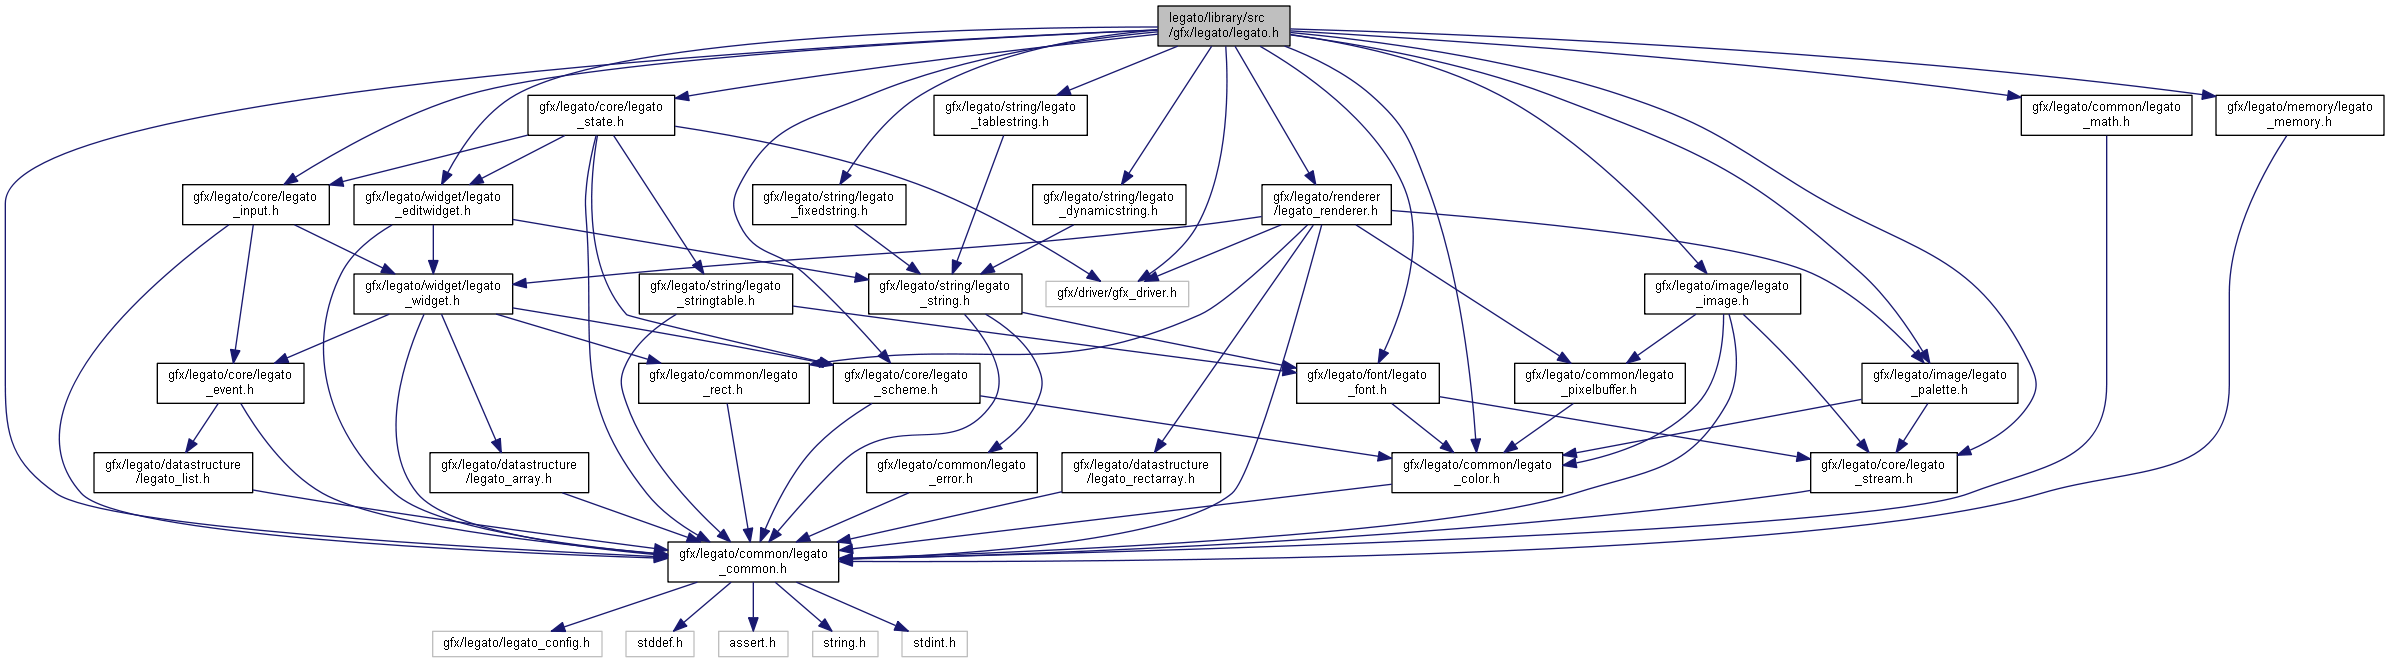 legato/library/src
/gfx/legato/legato.h
gfx/legato/core/legato
_state.h
gfx/legato/string/legato
_tablestring.h
gfx/legato/common/legato
_math.h
gfx/legato/memory/legato
_memory.h
gfx/legato/core/legato
_input.h
gfx/legato/widget/legato
_editwidget.h
gfx/legato/string/legato
_fixedstring.h
gfx/legato/string/legato
_dynamicstring.h
gfx/legato/renderer
/legato_renderer.h
gfx/legato/widget/legato
_widget.h
gfx/legato/string/legato
_stringtable.h
gfx/legato/string/legato
_string.h
gfx/driver/gfx_driver.h
gfx/legato/image/legato
_image.h
gfx/legato/core/legato
_event.h
gfx/legato/common/legato
_rect.h
gfx/legato/core/legato
_scheme.h
gfx/legato/font/legato
_font.h
gfx/legato/common/legato
_pixelbuffer.h
gfx/legato/image/legato
_palette.h
gfx/legato/datastructure
/legato_list.h
gfx/legato/datastructure
/legato_array.h
gfx/legato/common/legato
_error.h
gfx/legato/datastructure
/legato_rectarray.h
gfx/legato/common/legato
_color.h
gfx/legato/core/legato
_stream.h
gfx/legato/common/legato
_common.h
gfx/legato/legato_config.h
stddef.h
assert.h
string.h
stdint.h